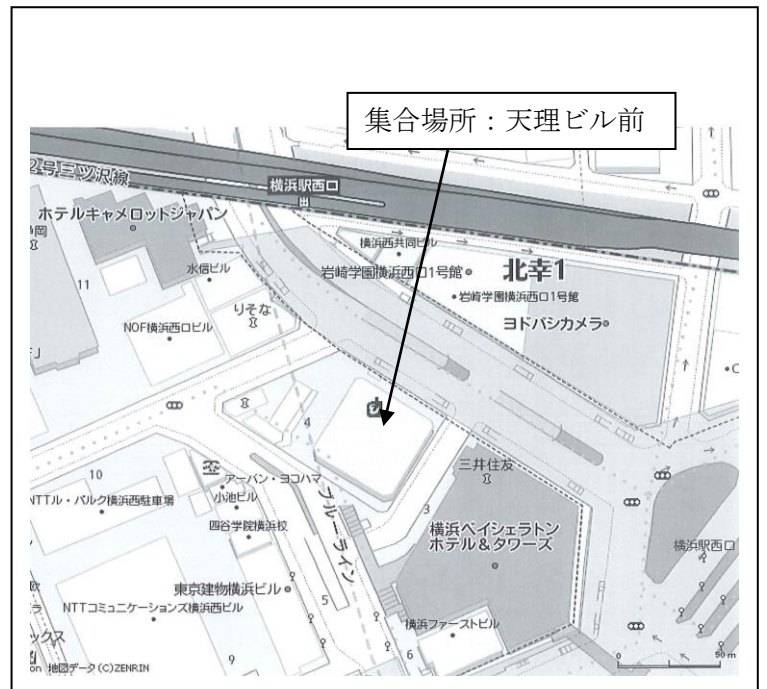 集合場所：天理ビル前
2号三ツ沢線
横浜駅西口
出
ホテルキャメロットジャパン
横浜西共同ビル
岩崎学園横浜西口1号館
北幸1
水信ビル
岩崎学園横浜西口1号館
11
りそな
ヨドバシカメラ
NOF横浜西口ビル
4
三井住友
10
アーバン・ヨコハマ
3
NTTル・パルク横浜西駐車場
小池ビル
ブルーライン
四谷学院横浜校
横浜ベイシェラトン
ホテル&タワーズ
横浜駅西口
東京建物横浜ビル
NTTコミュニケーションズ横浜西ビル
5
横浜ファーストビル
ックス
9
6
0 50m
on 地図データ(C)ZENRIN